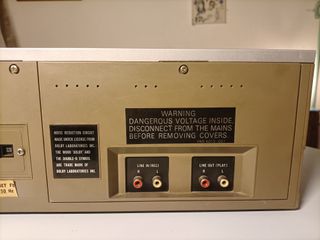 NOISE REDUCTION CIRCUIT
MADE UNDER LICENSE FROM
DOLBY LABORATORIES INC.
THE WORD 'DOLBY' AND
THE DOUBLE-D SYMBOL
ARE TRADE MARK OF
DOLBY LABORATORIES INC.
WARNING
DANGEROUS VOLTAGE INSIDE,
DISCONNECT FROM THE MAINS
BEFORE REMOVING COVERS.
LINE IN (REC)
R L
LINE OUT (PLAY)
R L
50 Hz